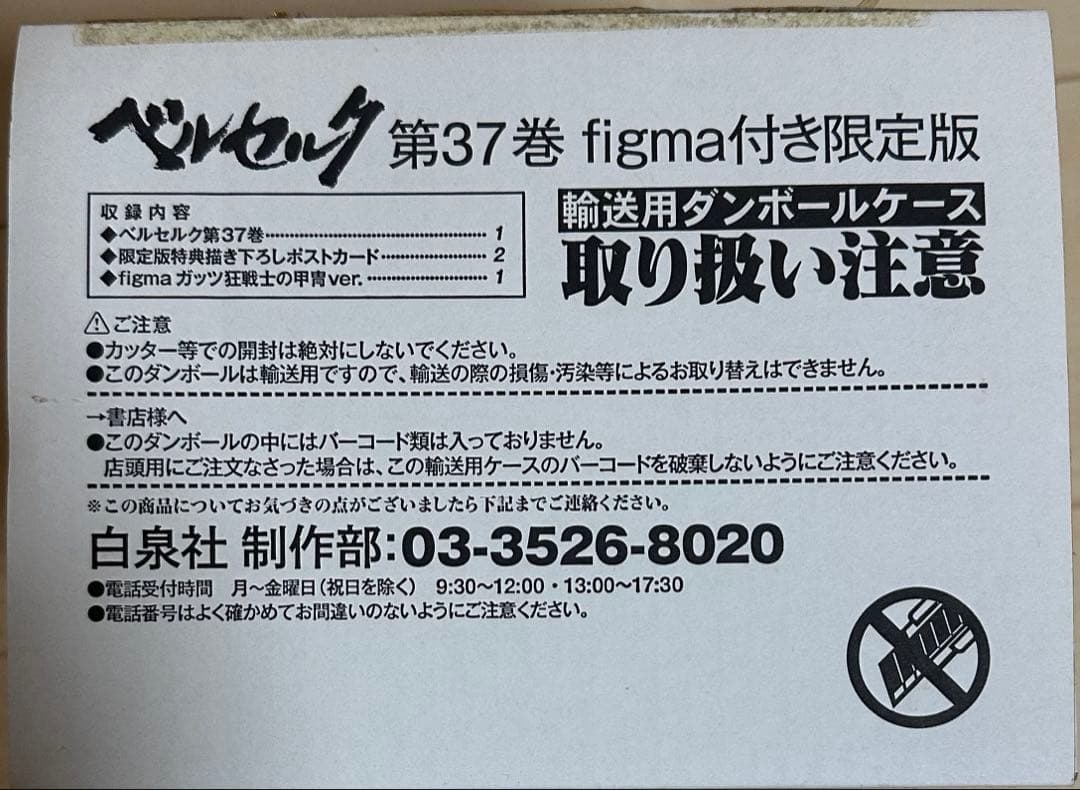 ベルセルク 第37巻 figma付き限定版
収録内容
◆ベルセルク第37巻……………………………… 1
◆限定版特典描き下ろしポストカード……………… 2
◆figma ガッツ狂戦士の甲冑ver. ……………… 1
輸送用ダンボールケース
取り扱い注意
⚠ご注意
●カッター等での開封は絶対にしないでください。
●このダンボールは輸送用ですので、輸送の際の損傷・汚染等によるお取り替えはできません。
→書店様へ
●このダンボールの中にはバーコード類は入っておりません。
店頭用にご注文なさった場合は、この輸送用ケースのバーコードを破棄しないようにご注意ください。
※この商品についてお気づきの点がございましたら下記までご連絡ください。
白泉社 制作部:03-3526-8020
●電話受付時間 月〜金曜日(祝日を除く) 9:30〜12:00・13:00〜17:30
●電話番号はよく確かめてお間違いのないようにご注意ください。